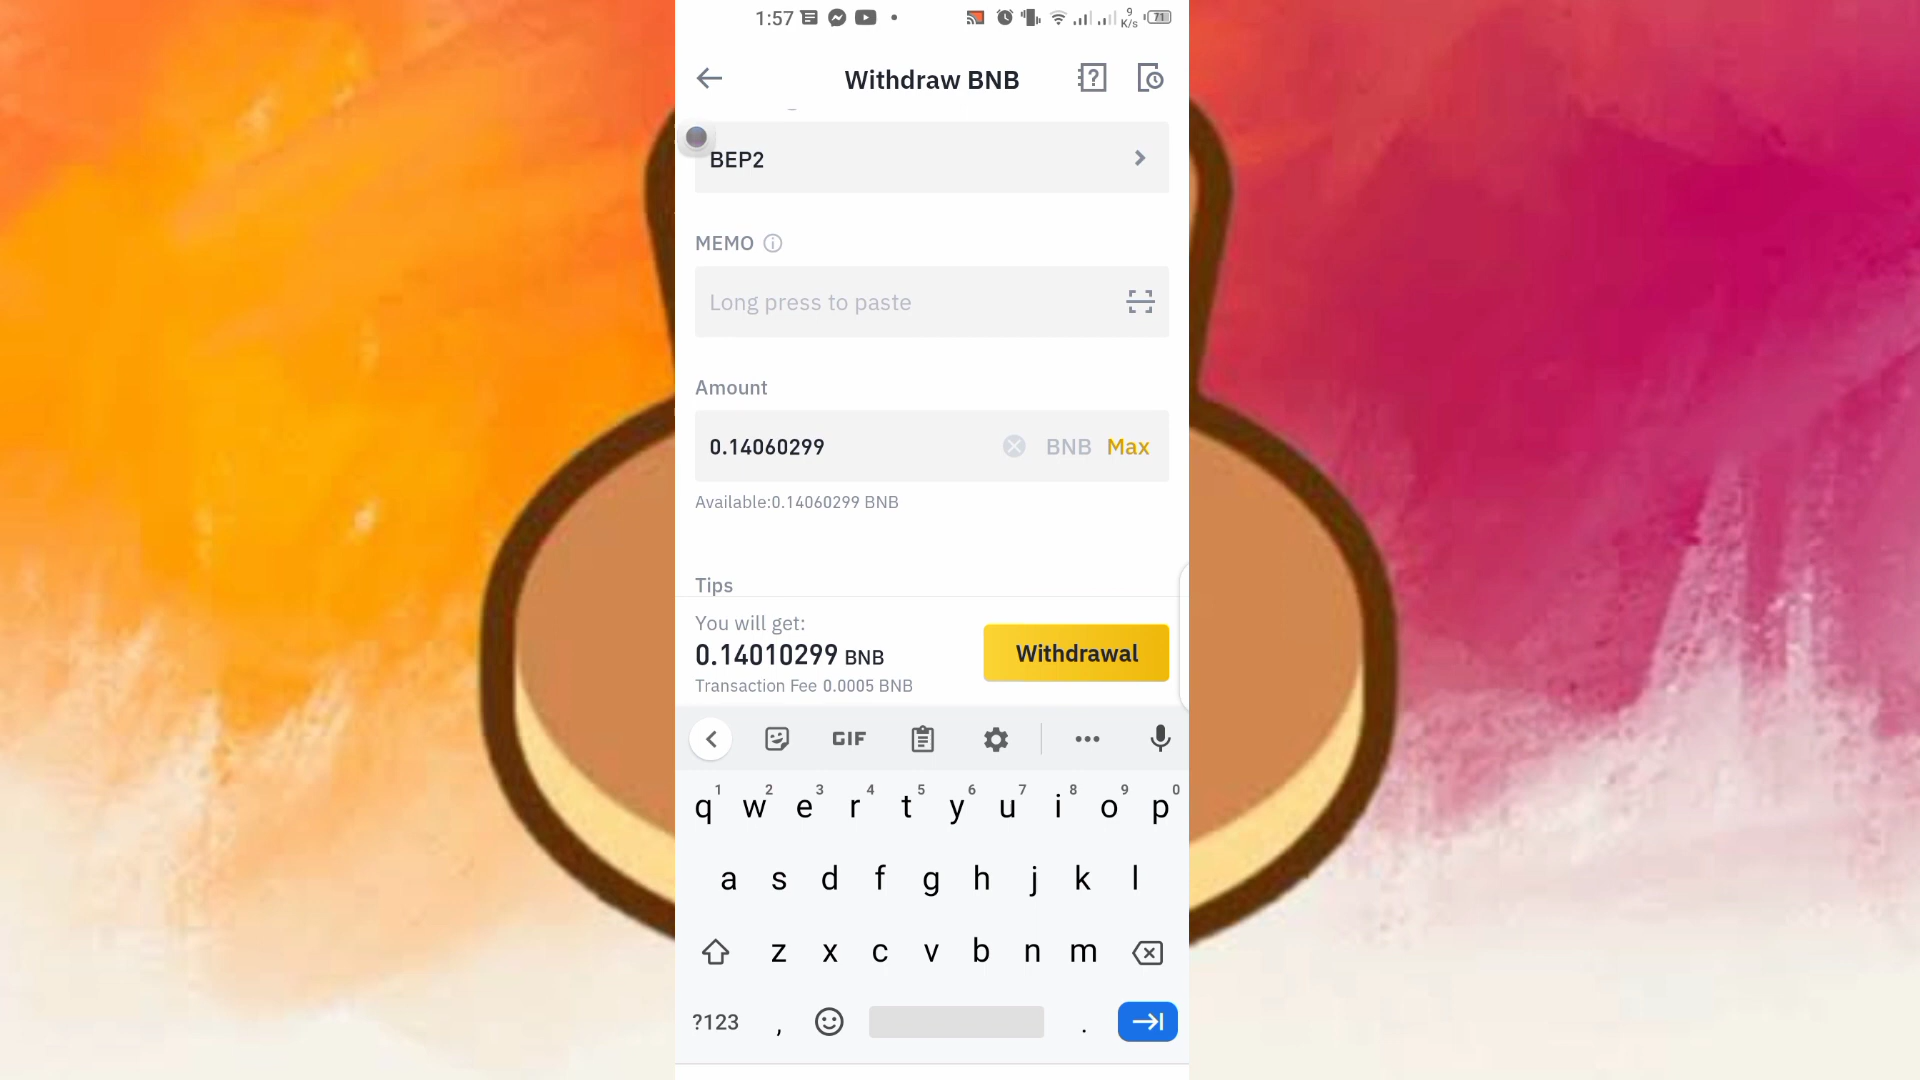 1:57
9
K/s
71
Withdraw BNB
BEP2
MEMO
Long press to paste
Amount
0.14060299 BNB Max
Available:0.14060299 BNB
Tips
You will get:
0.14010299 BNB
Withdrawal
Transaction Fee 0.0005 BNB
GIF
1 2 3 4 5 6 7 8 9 0
q w e r t y u i o p
a s d f g h j k l
z x c v b n m
?123 , .